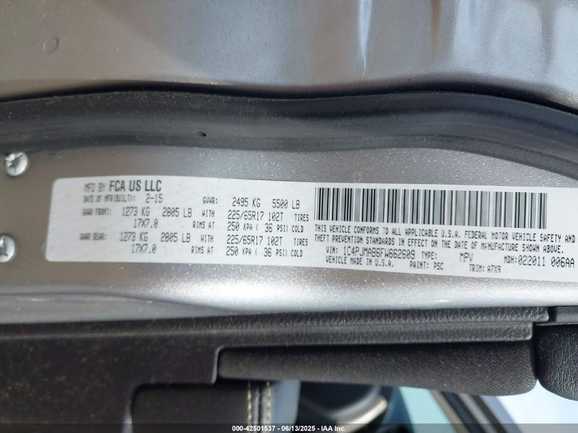 MFD BY FCA US LLC
DATE OF MFR(BUILT): 2-15 GVWR: 2495 KG 5500 LB
GAWR FRONT: 1273 KG 2805 LB WITH 225/65R17 102T TIRES
17X7.0 RIMS AT 250 KPA ( 36 PSI) COLD
GAWR REAR: 1273 KG 2805 LB WITH 225/65R17 102T TIRES
17X7.0 RIMS AT 250 KPA ( 36 PSI) COLD
THIS VEHICLE CONFORMS TO ALL APPLICABLE U.S.A. FEDERAL MOTOR VEHICLE SAFETY AND
THEFT PREVENTION STANDARDS IN EFFECT ON THE DATE OF MANUFACTURE SHOWN ABOVE.
VIN: 1C4PJMAB9FW662609 TYPE: MPV MDH: 022011 006AA
VEHICLE MADE IN U.S.A. PAINT: PSC TRIM: A7X9
000-42501537 - 06/13/2025 - IAA Inc.